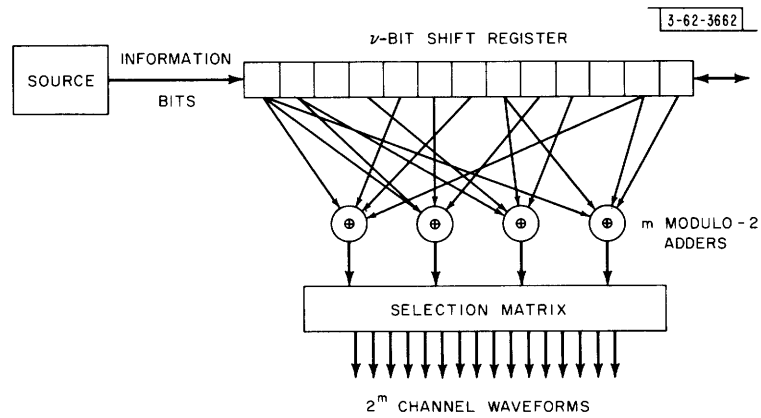 3-62-3662
ν-BIT SHIFT REGISTER
SOURCE
INFORMATION
BITS
⊕ ⊕ ⊕ ⊕
m MODULO-2
ADDERS
SELECTION MATRIX
2^m CHANNEL WAVEFORMS